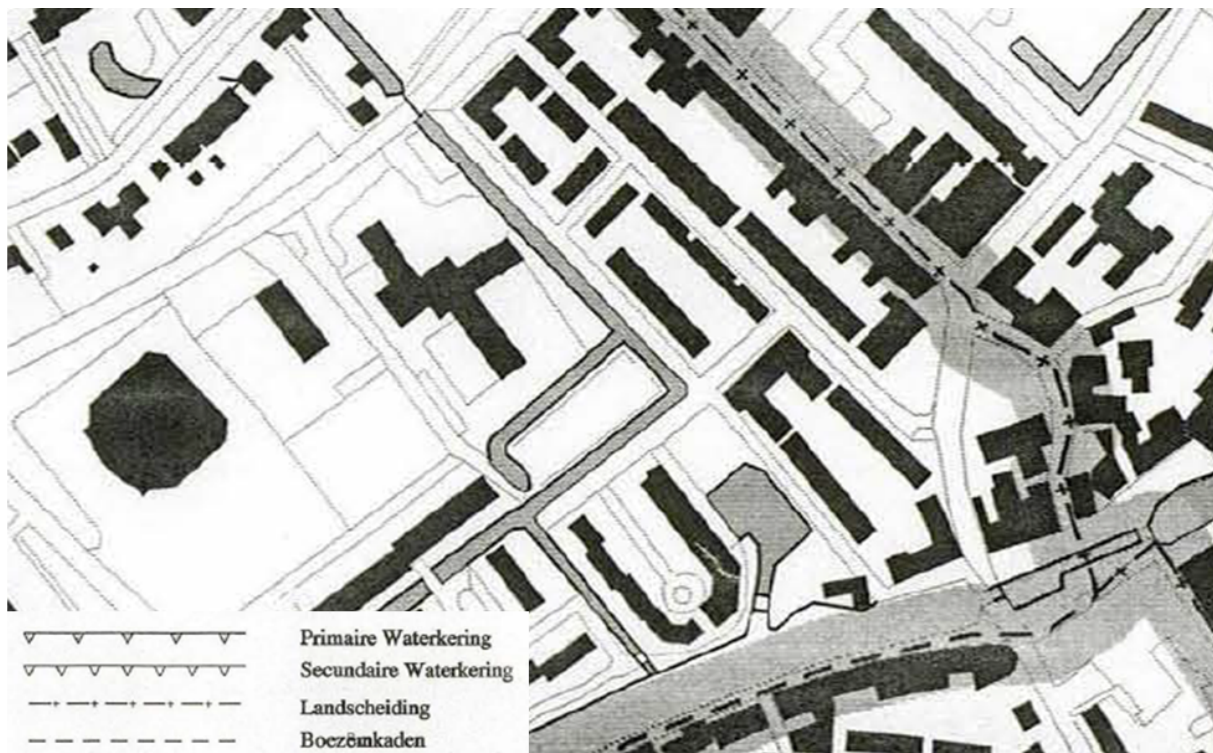 Primaire Waterkering
Secundaire Waterkering
Landscheiding
Boezemkaden